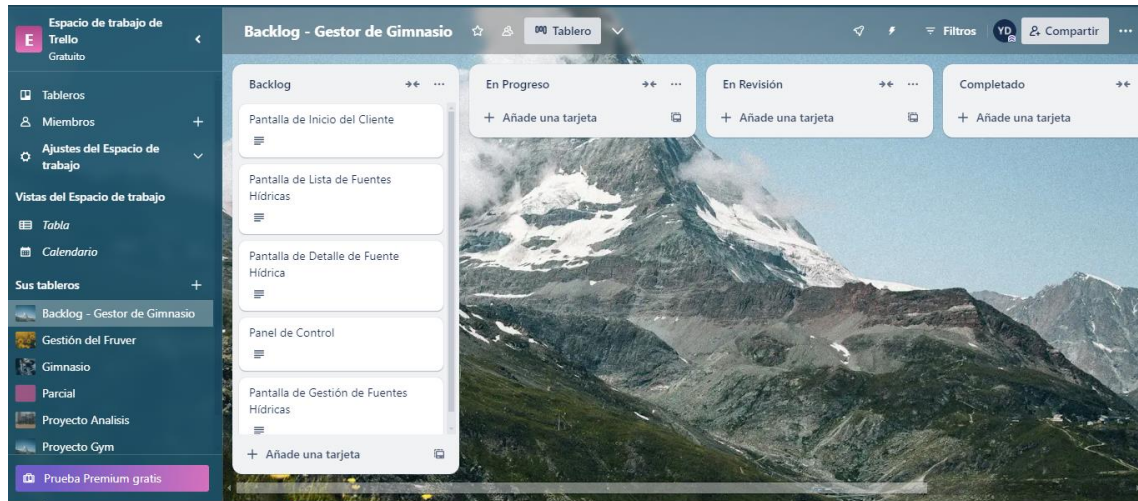 E
Espacio de trabajo de
Trello
Gratuito
Tableros
Miembros
Ajustes del Espacio de
trabajo
Vistas del Espacio de trabajo
Tabla
Calendario
Sus tableros
Backlog - Gestor de Gimnasio
Gestión del Fruver
Gimnasio
Parcial
Proyecto Analisis
Proyecto Gym
Prueba Premium gratis
Backlog - Gestor de Gimnasio
Tablero
Filtros
YD
Compartir
Backlog
Pantalla de Inicio del Cliente
Pantalla de Lista de Fuentes
Hídricas
Pantalla de Detalle de Fuente
Hídrica
Panel de Control
Pantalla de Gestión de Fuentes
Hídricas
Añade una tarjeta
En Progreso
Añade una tarjeta
En Revisión
Añade una tarjeta
Completado
Añade una tarjeta